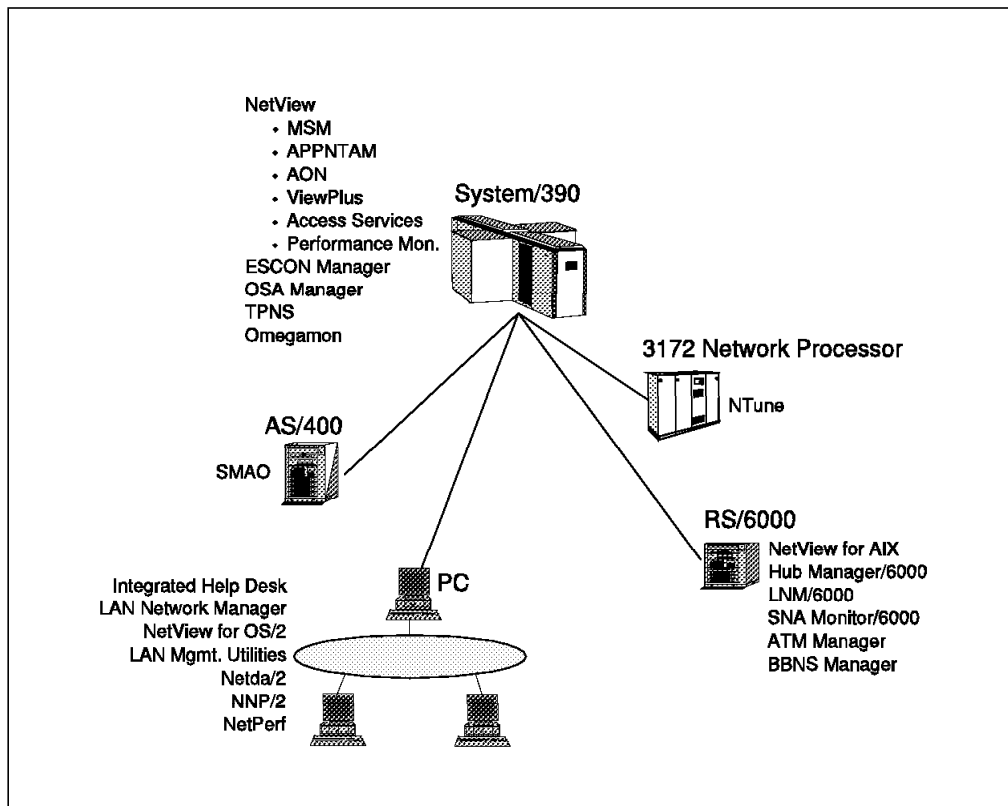 NetView
• MSM
• APPNTAM
• AON
• ViewPlus
• Access Services
• Performance Mon.
ESCON Manager
OSA Manager
TPNS
Omegamon
System/390
3172 Network Processor
NTune
AS/400
SMAO
RS/6000
NetView for AIX
Hub Manager/6000
LNM/6000
SNA Monitor/6000
ATM Manager
BBNS Manager
PC
Integrated Help Desk
LAN Network Manager
NetView for OS/2
LAN Mgmt. Utilities
Netda/2
NNP/2
NetPerf